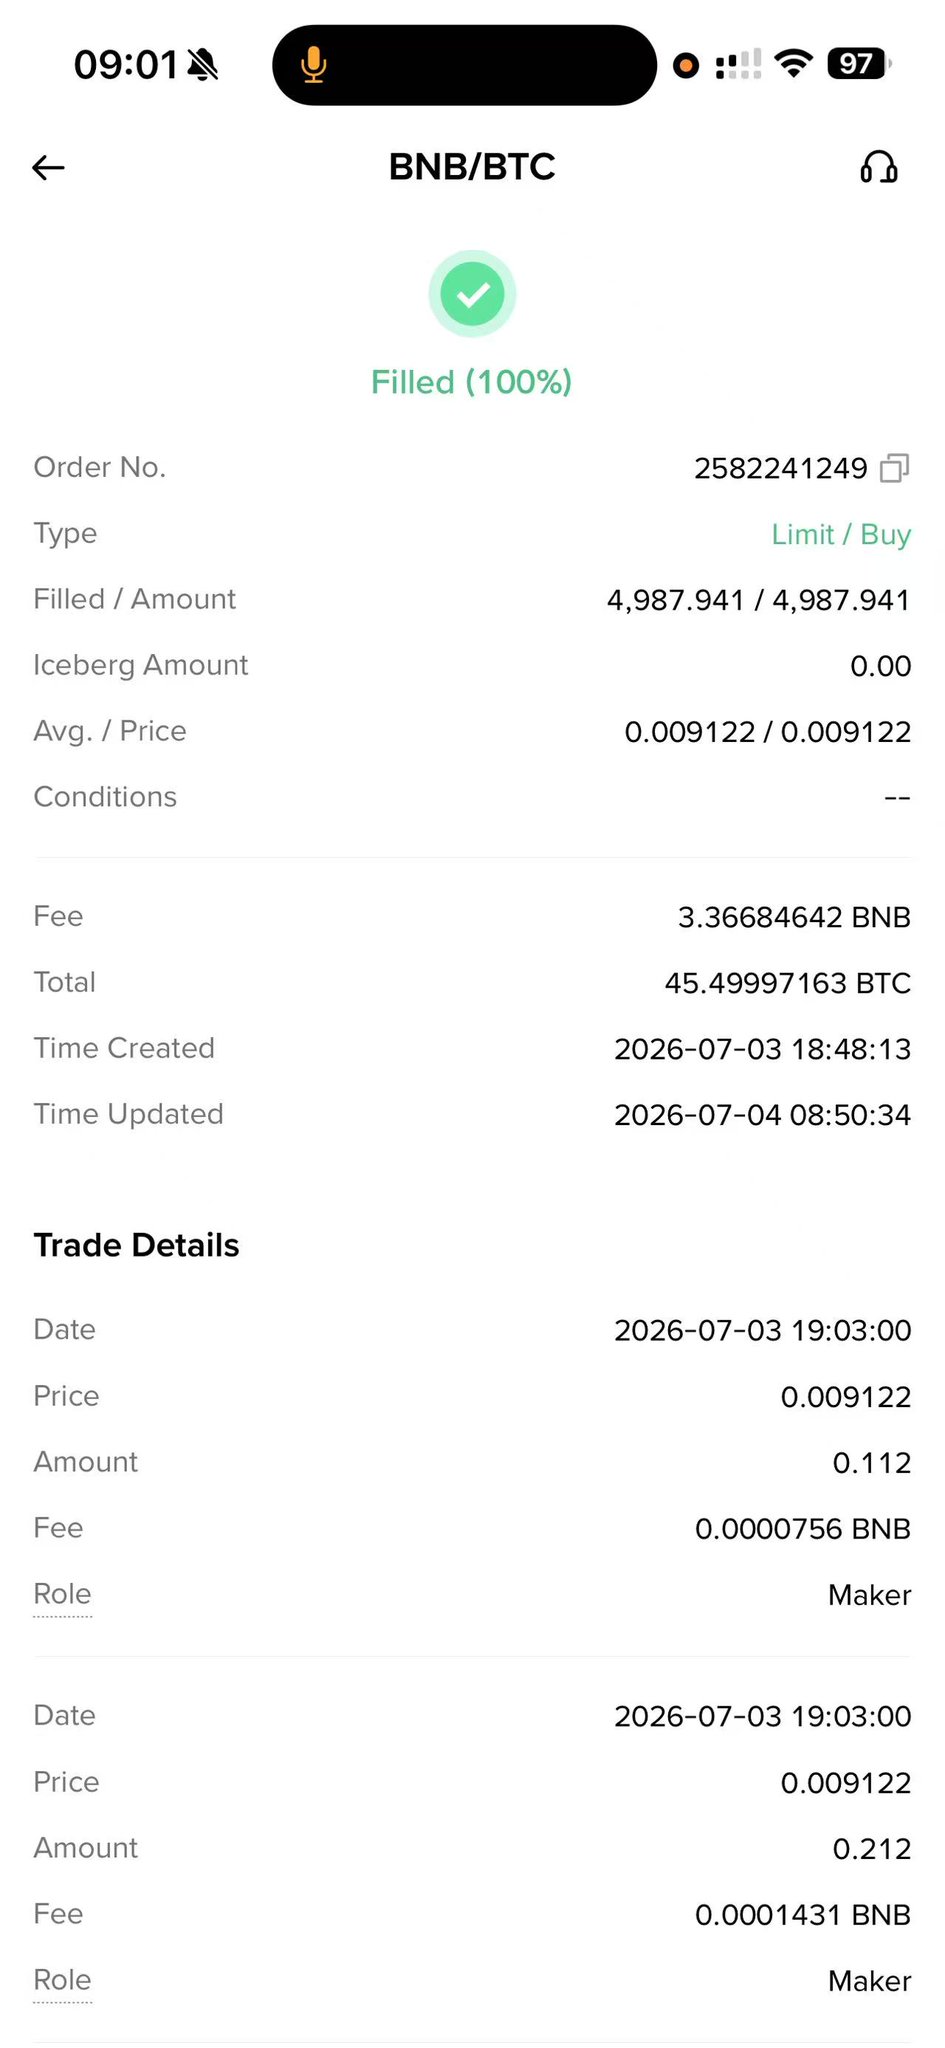 09:01
97
BNB/BTC
Filled (100%)
Order No. 2582241249
Type Limit / Buy
Filled / Amount 4,987.941 / 4,987.941
Iceberg Amount 0.00
Avg. / Price 0.009122 / 0.009122
Conditions --
Fee 3.36684642 BNB
Total 45.49997163 BTC
Time Created 2026-07-03 18:48:13
Time Updated 2026-07-04 08:50:34
Trade Details
Date 2026-07-03 19:03:00
Price 0.009122
Amount 0.112
Fee 0.0000756 BNB
Role Maker
Date 2026-07-03 19:03:00
Price 0.009122
Amount 0.212
Fee 0.0001431 BNB
Role Maker